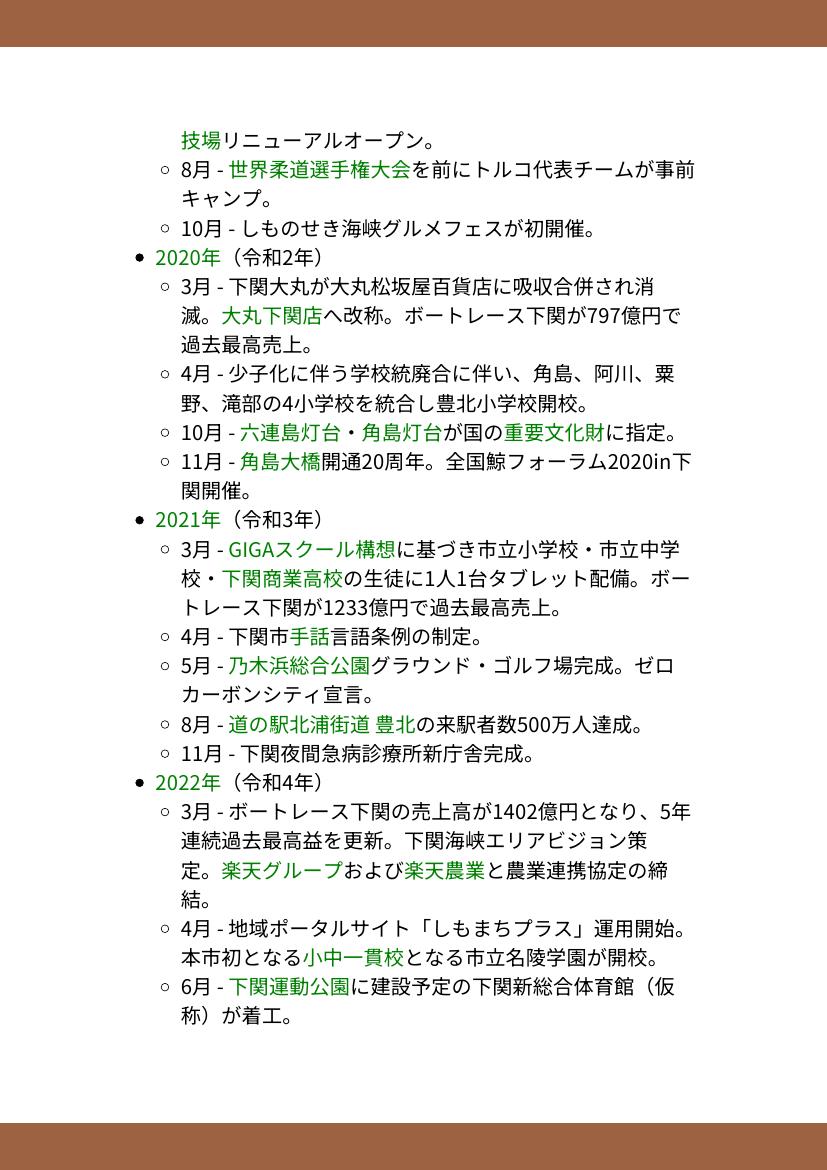 技場リニューアルオープン。
8月 - 世界柔道選手権大会を前にトルコ代表チームが事前
キャンプ。
10月 - しものせき海峡グルメフェスが初開催。
2020年（令和2年）
3月 - 下関大丸が大丸松坂屋百貨店に吸収合併され消
滅。大丸下関店へ改称。ボートレース下関が797億円で
過去最高売上。
4月 - 少子化に伴う学校統廃合に伴い、角島、阿川、粟
野、滝部の4小学校を統合し豊北小学校開校。
10月 - 六連島灯台・角島灯台が国の重要文化財に指定。
11月 - 角島大橋開通20周年。全国鯨フォーラム2020in下
関開催。
2021年（令和3年）
3月 - GIGAスクール構想に基づき市立小学校・市立中学
校・下関商業高校の生徒に1人1台タブレット配備。ボー
トレース下関が1233億円で過去最高売上。
4月 - 下関市手話言語条例の制定。
5月 - 乃木浜総合公園グラウンド・ゴルフ場完成。ゼロ
カーボンシティ宣言。
8月 - 道の駅北浦街道 豊北の来駅者数500万人達成。
11月 - 下関夜間急病診療所新庁舎完成。
2022年（令和4年）
3月 - ボートレース下関の売上高が1402億円となり、5年
連続過去最高益を更新。下関海峡エリアビジョン策
定。楽天グループおよび楽天農業と農業連携協定の締
結。
4月 - 地域ポータルサイト「しもまちプラス」運用開始。
本市初となる小中一貫校となる市立名陵学園が開校。
6月 - 下関運動公園に建設予定の下関新総合体育館（仮
称）が着工。